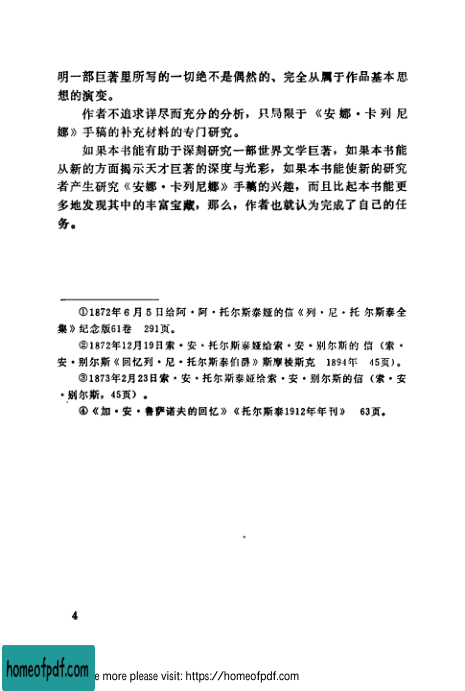 明一部巨著里所写的一切绝不是偶然的、完全从属于作品基本思
想的演变。
作者不追求详尽而充分的分析，只局限于《安娜·卡列尼
娜》手稿的补充材料的专门研究。
如果本书能有助于深刻研究一部世界文学巨著，如果本书能
从新的方面揭示天才巨著的深度与光彩，如果本书能使新的研究
者产生研究《安娜·卡列尼娜》手稿的兴趣，而且比起本书能更
多地发现其中的丰富宝藏，那么，作者也就认为完成了自己的任
务。
①1872年6月5日给阿·阿·托尔斯泰娅的信《列·尼·托尔斯泰全
集》纪念版61卷 291页。
②1872年12月19日索·安·托尔斯泰娅给索·安·别尔斯的信（索·
安·别尔斯《回忆列·尼·托尔斯泰伯爵》斯摩棱斯克 1894年 45页）。
③1873年2月23日索·安·托尔斯泰娅给索·安·别尔斯的信（索·安
·别尔斯，45页）。
④《加·安·鲁萨诺夫的回忆》《托尔斯泰1912年年刊》 63页。
4
homeofpdf.com
e more please visit: https://homeofpdf.com